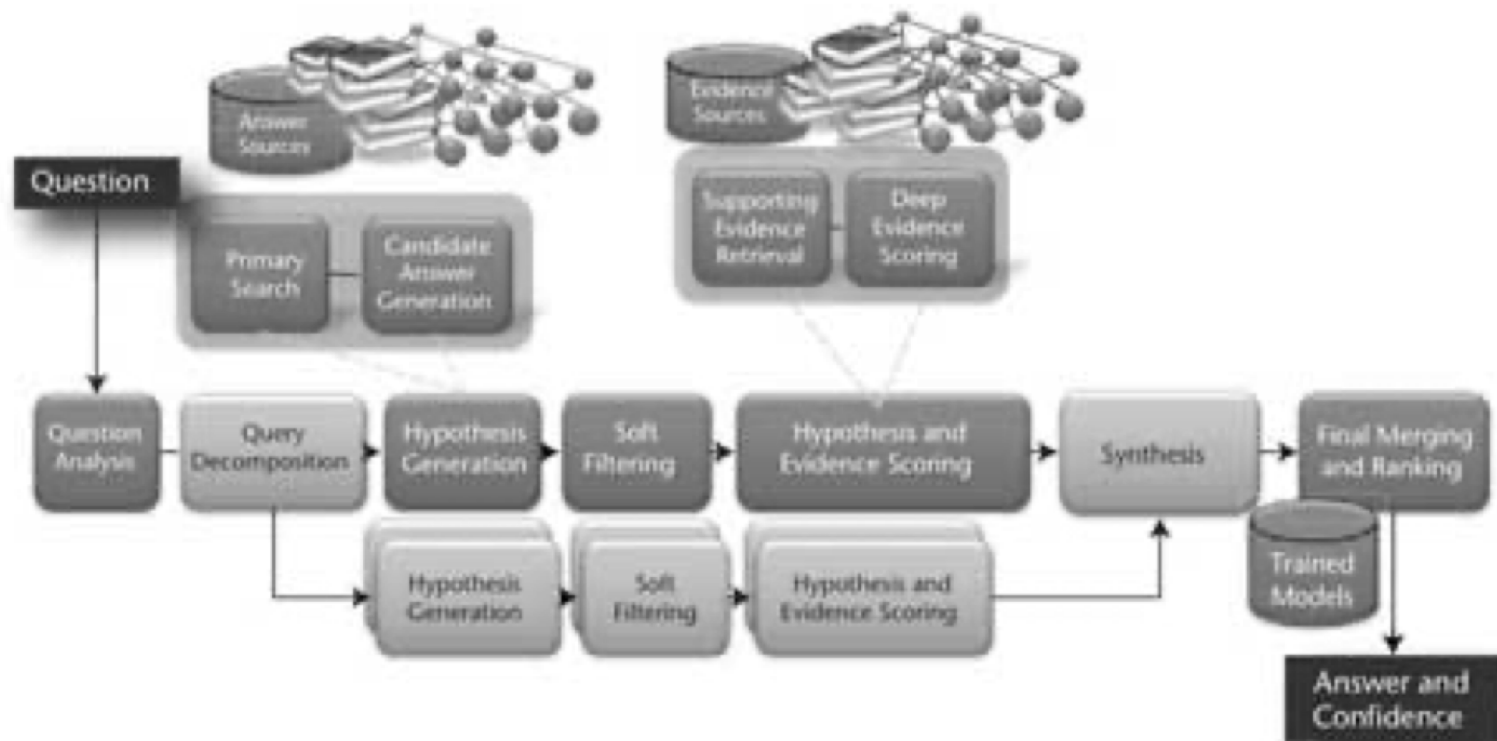 Answer
Sources
Evidence
Sources
Question
Primary
Search
Candidate
Answer
Generation
Supporting
Evidence
Retrieval
Deep
Evidence
Scoring
Question
Analysis
Query
Decomposition
Hypothesis
Generation
Soft
Filtering
Hypothesis and
Evidence Scoring
Synthesis
Final Merging
and Ranking
Hypothesis
Generation
Soft
Filtering
Hypothesis and
Evidence Scoring
Trained
Models
Answer and
Confidence